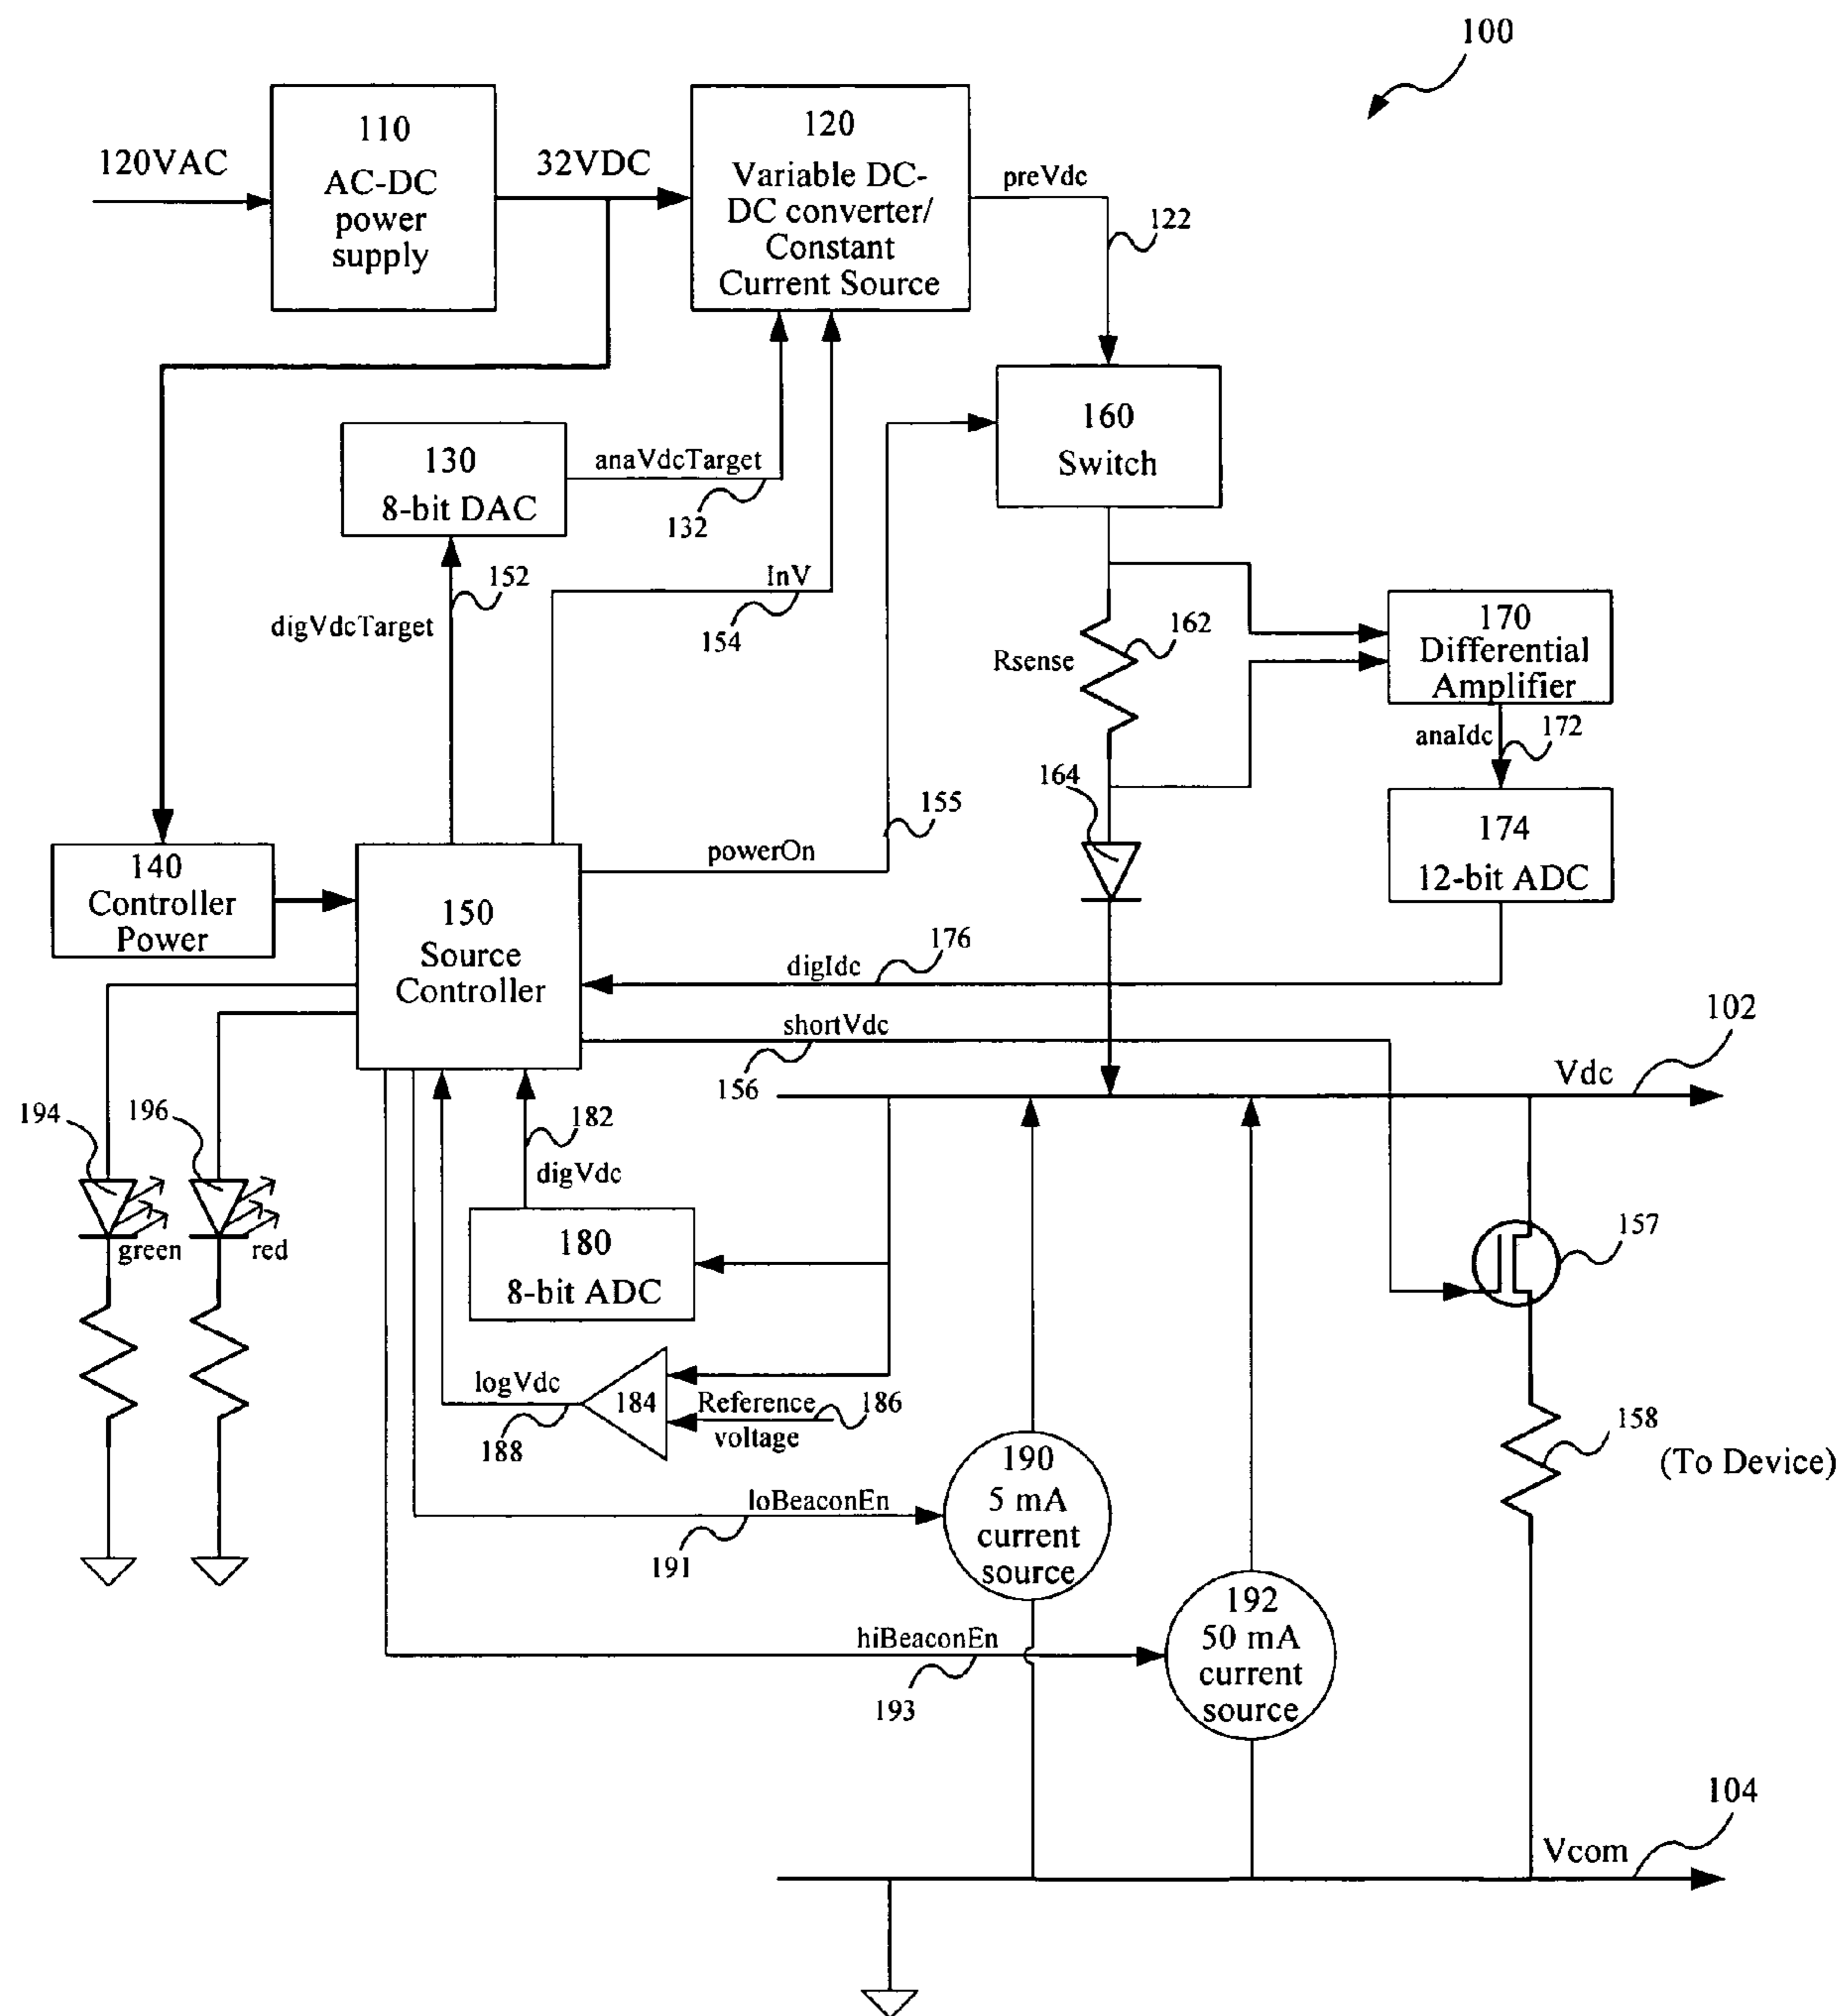 100
110
AC-DC
power
supply
120VAC
32VDC
120
Variable DC-
DC converter/
Constant
Current Source
preVdc
122
160
Switch
130
8-bit DAC
anaVdcTarget
132
152
digVdcTarget
InV
154
Rsense
162
170
Differential
Amplifier
anaIdc
172
164
174
12-bit ADC
155
powerOn
140
Controller
Power
150
Source
Controller
digIdc
176
shortVdc
156
102
Vdc
194
196
green
red
182
digVdc
180
8-bit ADC
157
logVdc
188
184
Reference
voltage
186
190
5 mA
current
source
158
(To Device)
loBeaconEn
191
192
50 mA
current
source
hiBeaconEn
193
104
Vcom